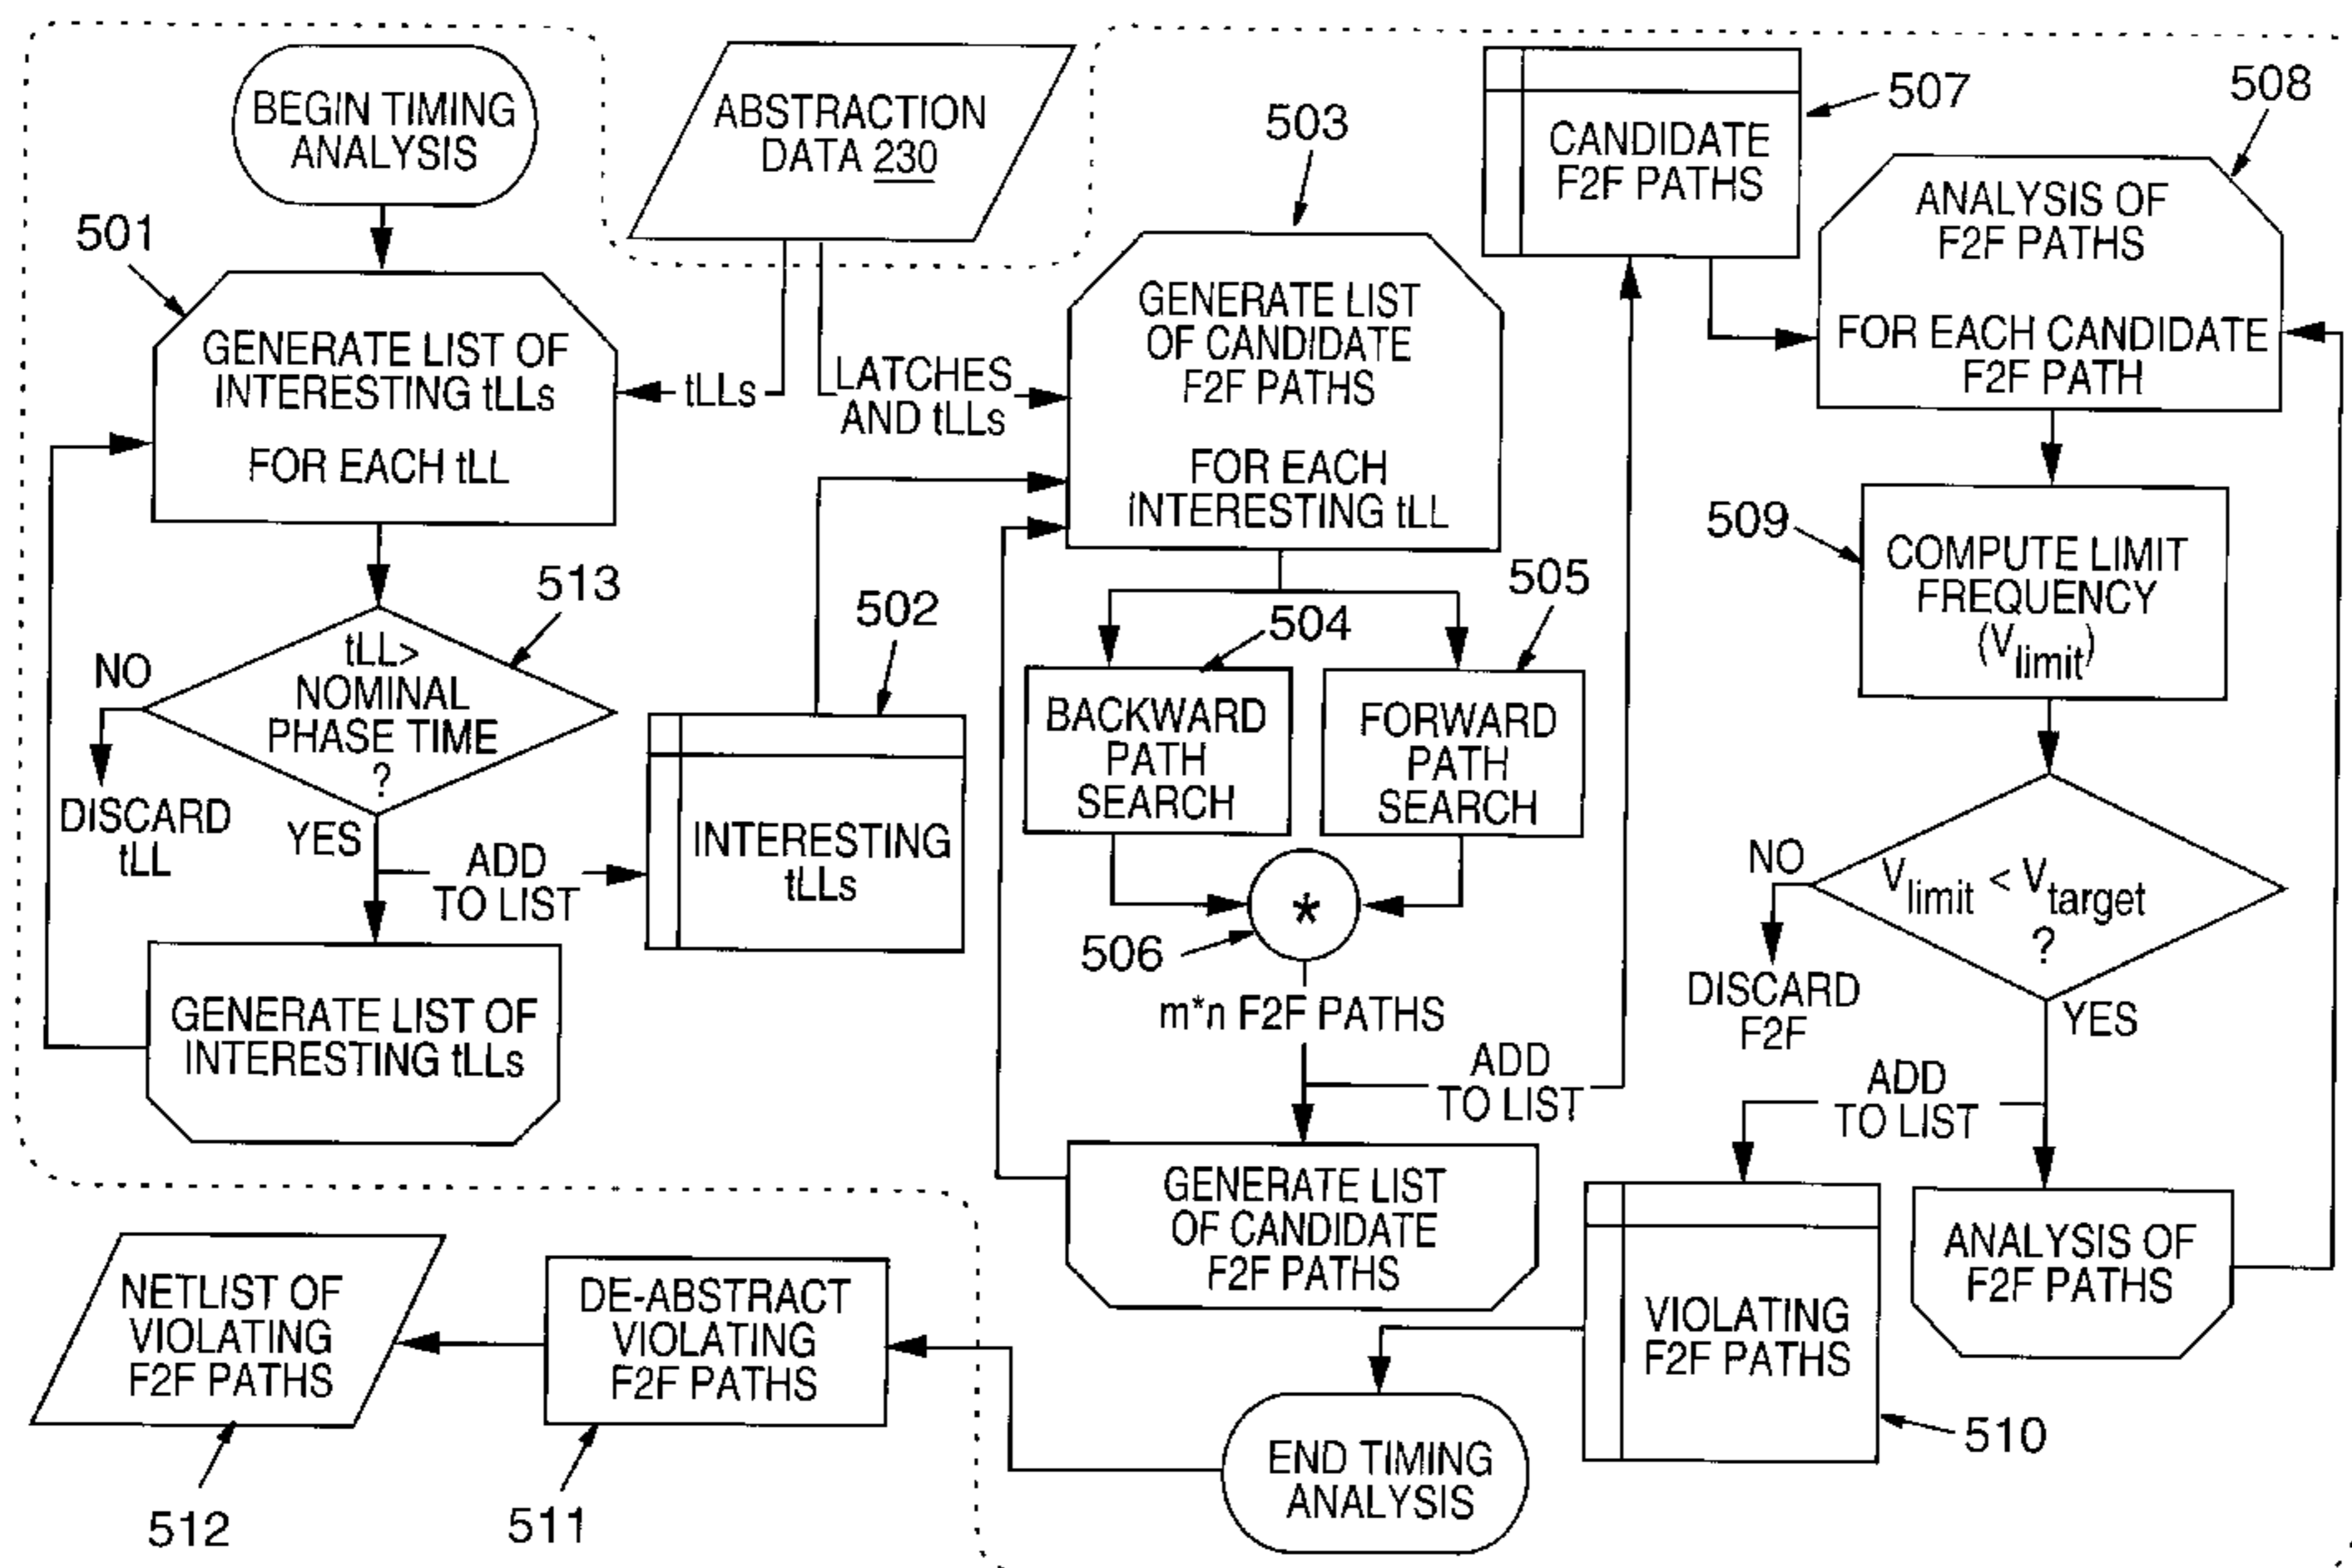 BEGIN TIMING
ANALYSIS
ABSTRACTION
DATA 230
501
GENERATE LIST OF
INTERESTING tLLs
FOR EACH tLL
tLLs
LATCHES
AND tLLs
513
tLL>
NOMINAL
PHASE TIME
?
NO
DISCARD
tLL
YES
ADD
TO LIST
502
INTERESTING
tLLs
GENERATE LIST OF
INTERESTING tLLs
503
GENERATE LIST
OF CANDIDATE
F2F PATHS
FOR EACH
INTERESTING tLL
504
BACKWARD
PATH
SEARCH
505
FORWARD
PATH
SEARCH
*
506
m*n F2F PATHS
ADD
TO LIST
GENERATE LIST
OF CANDIDATE
F2F PATHS
507
CANDIDATE
F2F PATHS
508
ANALYSIS OF
F2F PATHS
FOR EACH CANDIDATE
F2F PATH
509
COMPUTE LIMIT
FREQUENCY
(Vlimit)
Vlimit < Vtarget
?
NO
DISCARD
F2F
YES
ADD
TO LIST
ANALYSIS OF
F2F PATHS
VIOLATING
F2F PATHS
510
END TIMING
ANALYSIS
DE-ABSTRACT
VIOLATING
F2F PATHS
511
NETLIST OF
VIOLATING
F2F PATHS
512